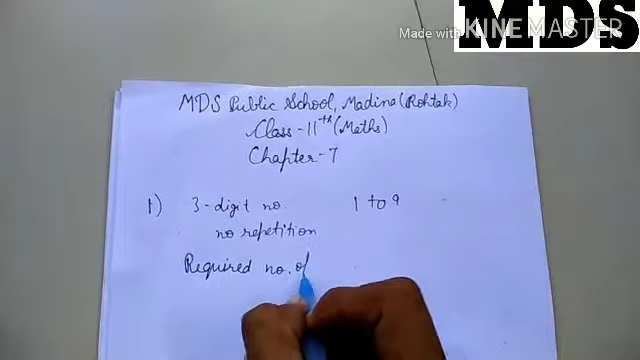 Made with KINEMASTER
MDS
MDS Public School, Madina (Rohtak)
Class-11th (Maths)
Chapter-7
1) 3-digit no. 1 to 9
no repetition
Required no. of